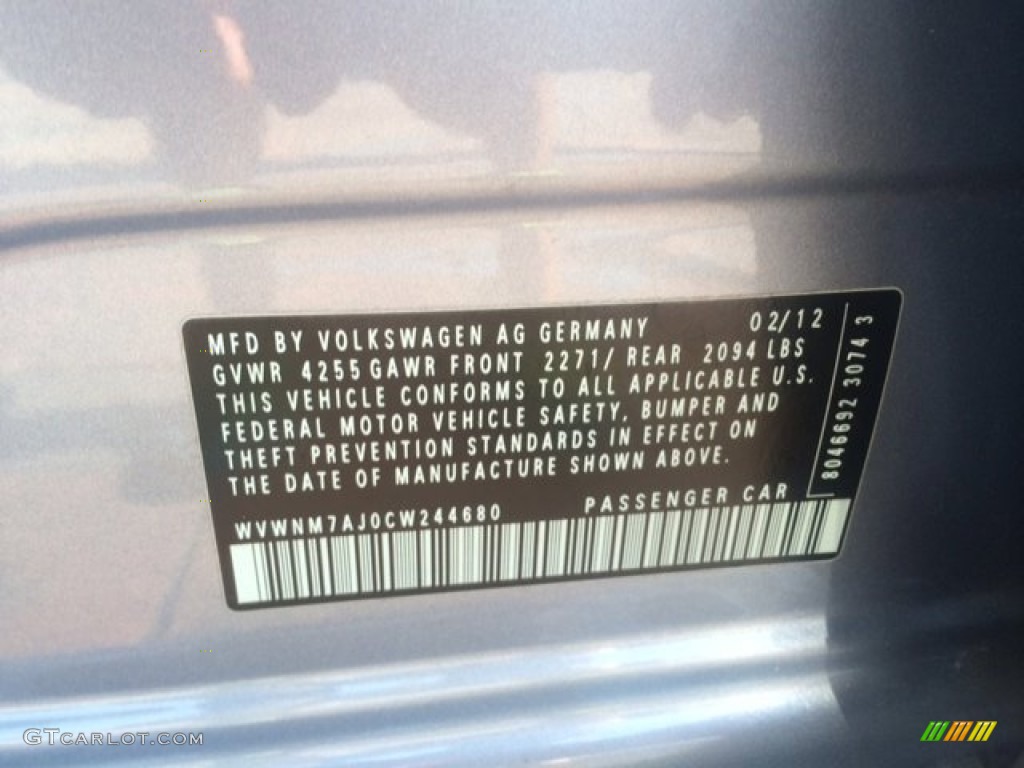 MFD BY VOLKSWAGEN AG GERMANY 02/12
GVWR 4255 GAWR FRONT 2271/ REAR 2094 LBS
THIS VEHICLE CONFORMS TO ALL APPLICABLE U.S.
FEDERAL MOTOR VEHICLE SAFETY, BUMPER AND
THEFT PREVENTION STANDARDS IN EFFECT ON
THE DATE OF MANUFACTURE SHOWN ABOVE.
WVWNM7AJ0CW244680 PASSENGER CAR
8046692 3074 3
GTCARLOT.COM